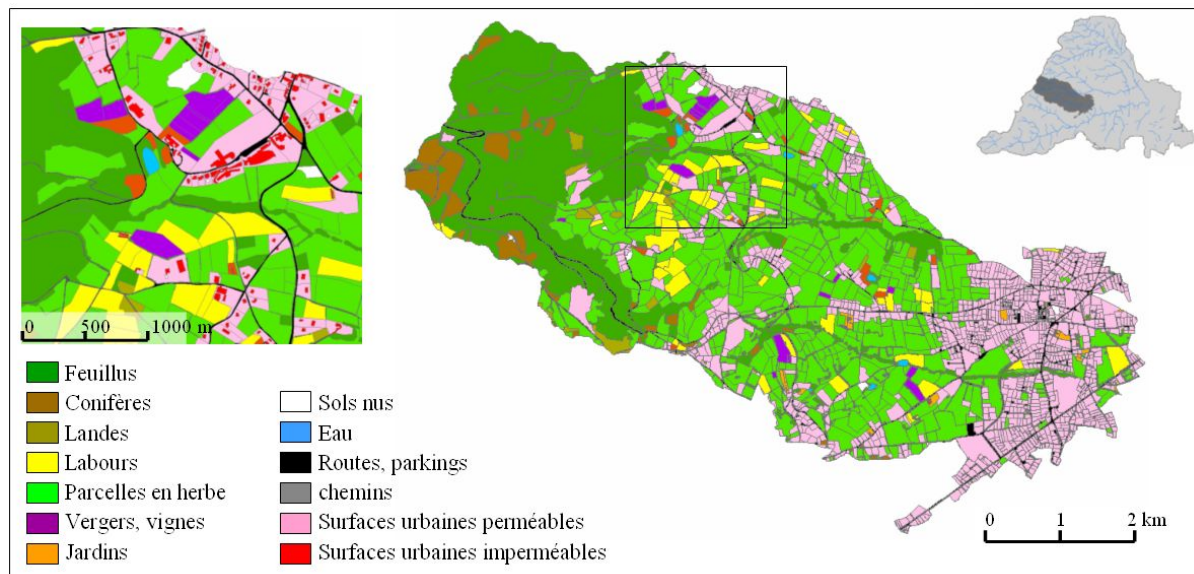 0 500 1000 m
Feuillus
Conifères
Landes
Labours
Parcelles en herbe
Vergers, vignes
Jardins
Sols nus
Eau
Routes, parkings
chemins
Surfaces urbaines perméables
Surfaces urbaines imperméables
0 1 2 km